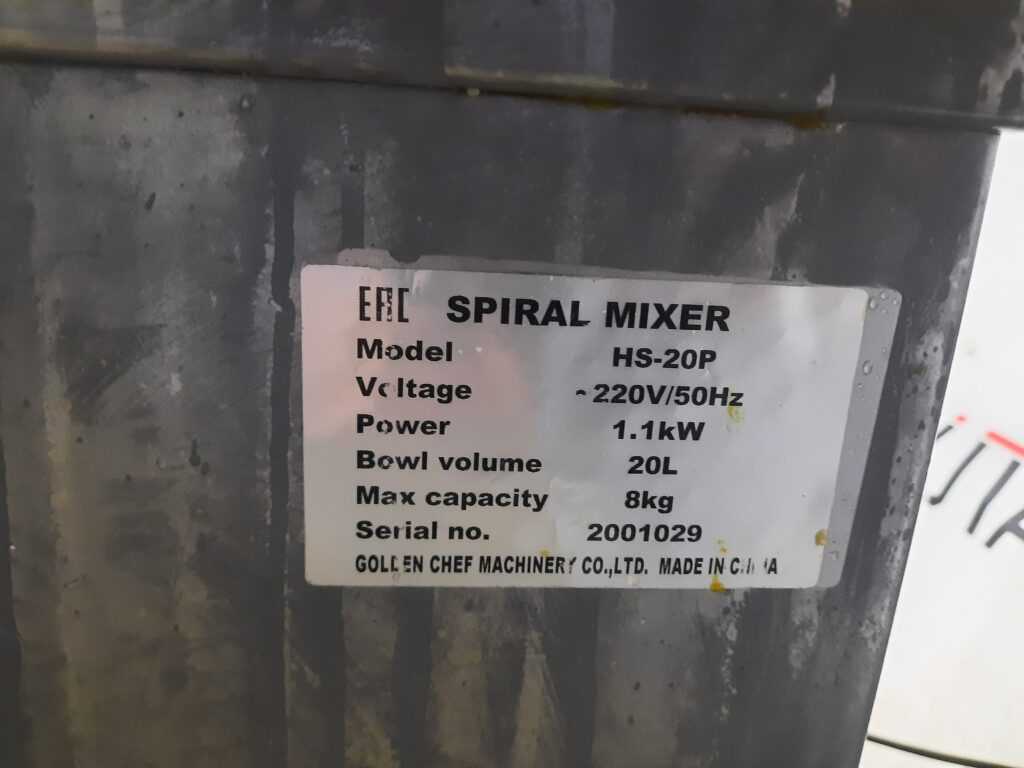 EAC SPIRAL MIXER
Model HS-20P
Voltage ~220V/50Hz
Power 1.1kW
Bowl volume 20L
Max capacity 8kg
Serial no. 2001029
GOLDEN CHEF MACHINERY CO.,LTD. MADE IN CHINA